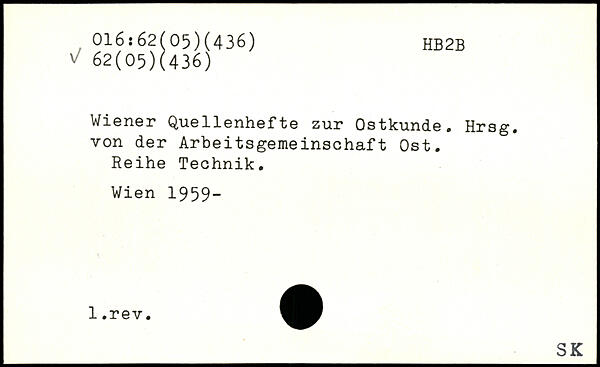 016:62(05)(436) HB2B
√ 62(05)(436)
Wiener Quellenhefte zur Ostkunde. Hrsg.
von der Arbeitsgemeinschaft Ost.
Reihe Technik.
Wien 1959-
1.rev.
SK